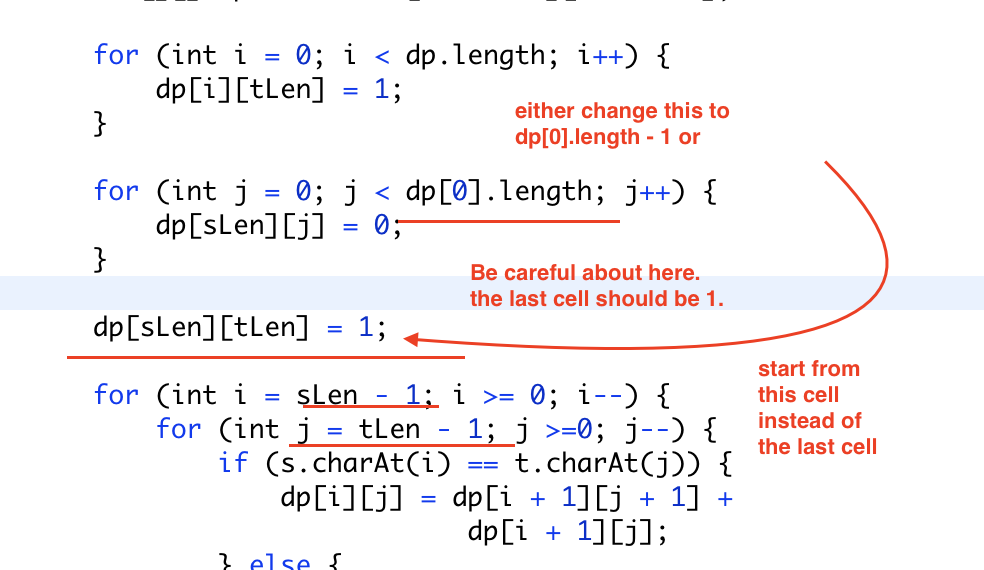 for (int i = 0; i < dp.length; i++) {
dp[i][tLen] = 1;
}
either change this to
dp[0].length - 1 or
for (int j = 0; j < dp[0].length; j++) {
dp[sLen][j] = 0;
}
Be careful about here.
the last cell should be 1.
dp[sLen][tLen] = 1;
start from
this cell
instead of
the last cell
for (int i = sLen - 1; i >= 0; i--) {
for (int j = tLen - 1; j >=0; j--) {
if (s.charAt(i) == t.charAt(j)) {
dp[i][j] = dp[i + 1][j + 1] +
dp[i + 1][j];
} else {